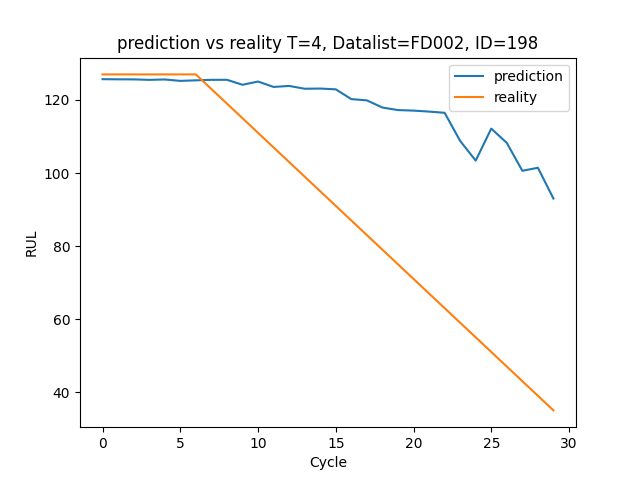 prediction vs reality T=4, Datalist=FD002, ID=198
prediction
reality
RUL
120
100
80
60
40
0 5 10 15 20 25 30
Cycle